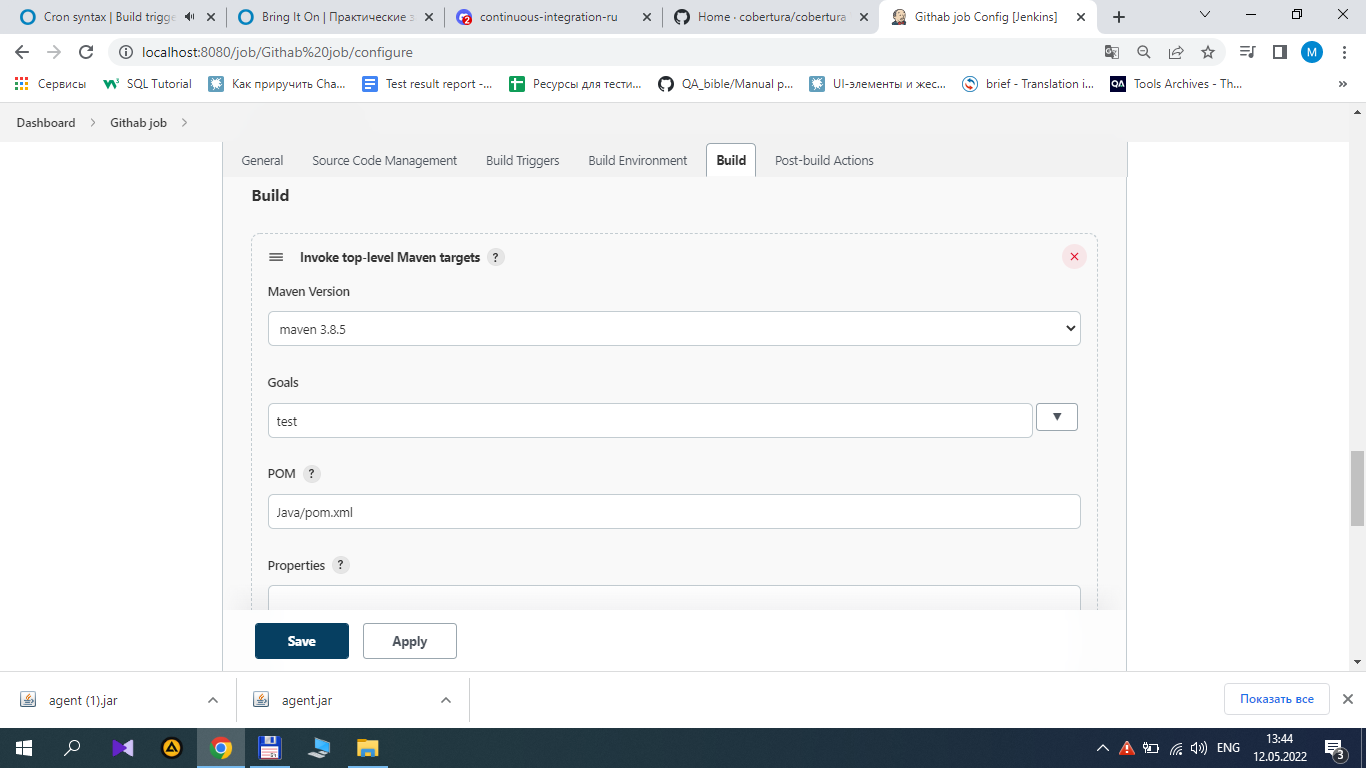 Cron syntax | Build trigge
Bring It On | Практические з
2
continuous-integration-ru
Home · cobertura/cobertura
Githab job Config [Jenkins]
localhost:8080/job/Githab%20job/configure
M
Сервисы
SQL Tutorial
Как приручить Cha...
Test result report -...
Ресурсы для тести...
QA_bible/Manual p...
UI-элементы и жес...
brief - Translation i...
QA
Tools Archives - Th...
»
Dashboard
Githab job
General
Source Code Management
Build Triggers
Build Environment
Build
Post-build Actions
Build
Invoke top-level Maven targets ?
Maven Version
maven 3.8.5
Goals
test
POM ?
Java/pom.xml
Properties ?
Save
Apply
agent (1).jar
agent.jar
Показать все
ENG
13:44
12.05.2022
3